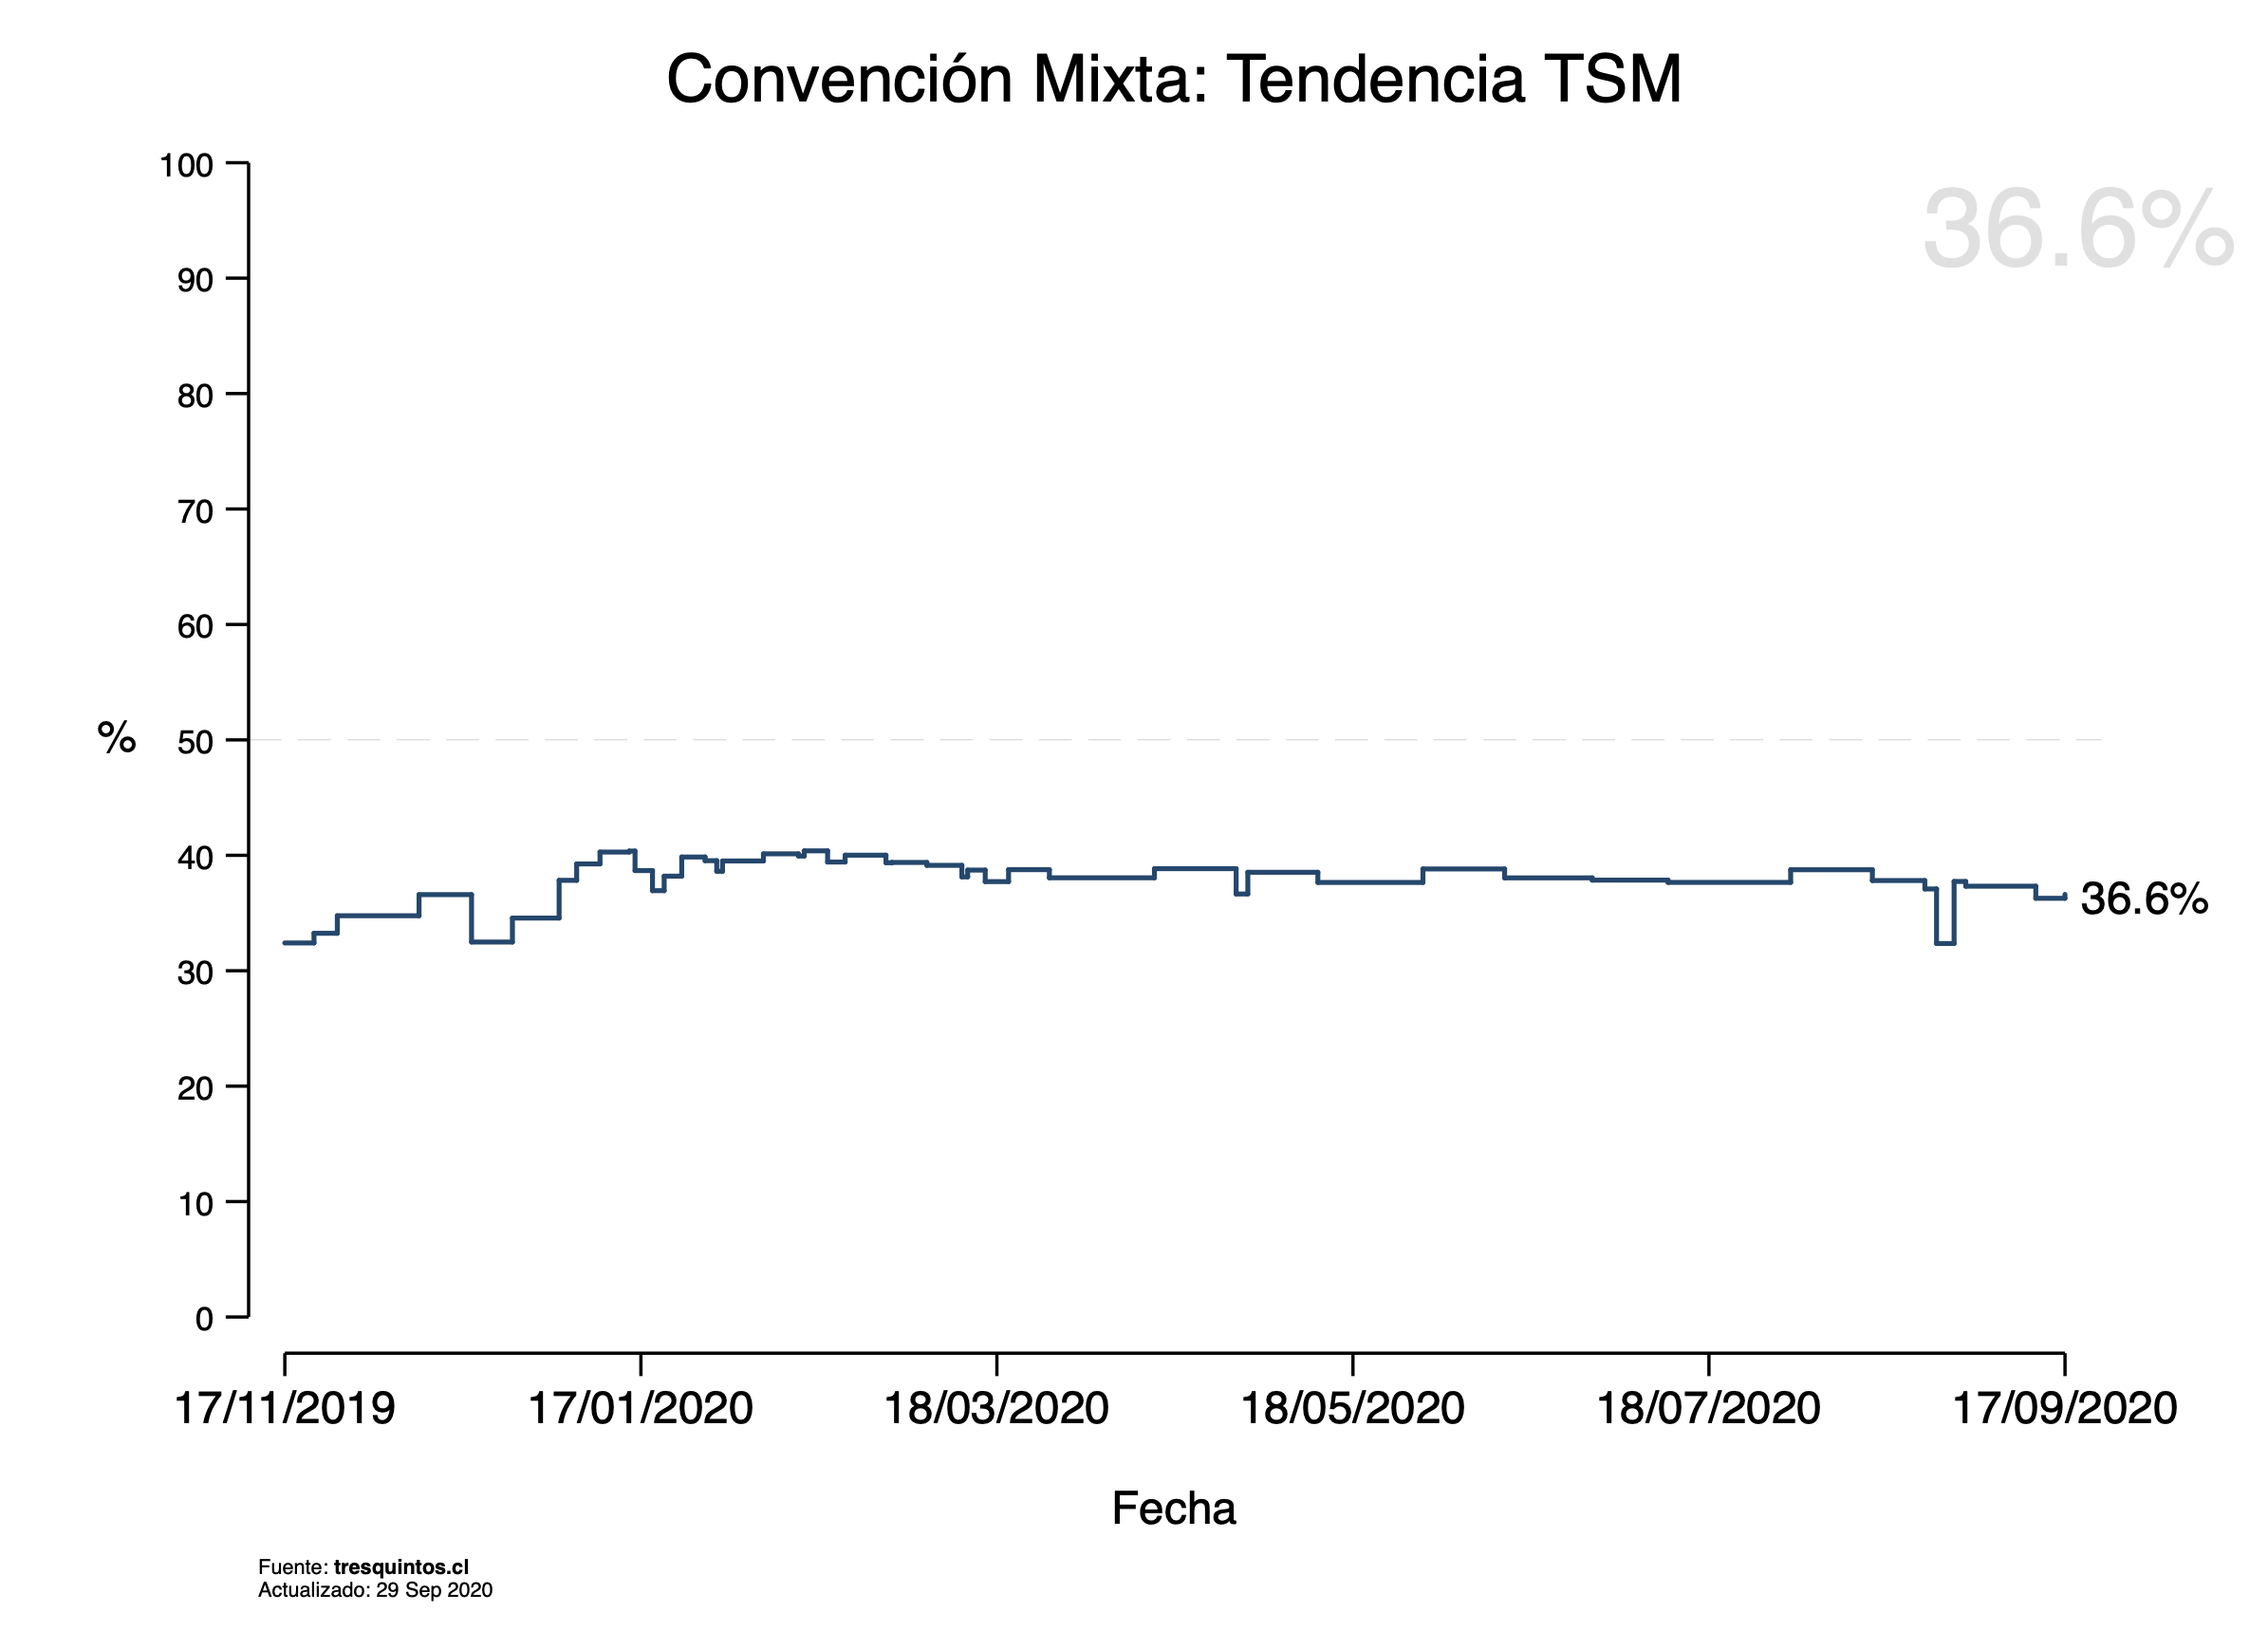 Convención Mixta: Tendencia TSM
36.6%
100
90
80
70
60
50
40
30
20
10
0
%
36.6%
17/11/2019 17/01/2020 18/03/2020 18/05/2020 18/07/2020 17/09/2020
Fecha
Fuente: tresquintos.cl
Actualizado: 29 Sep 2020